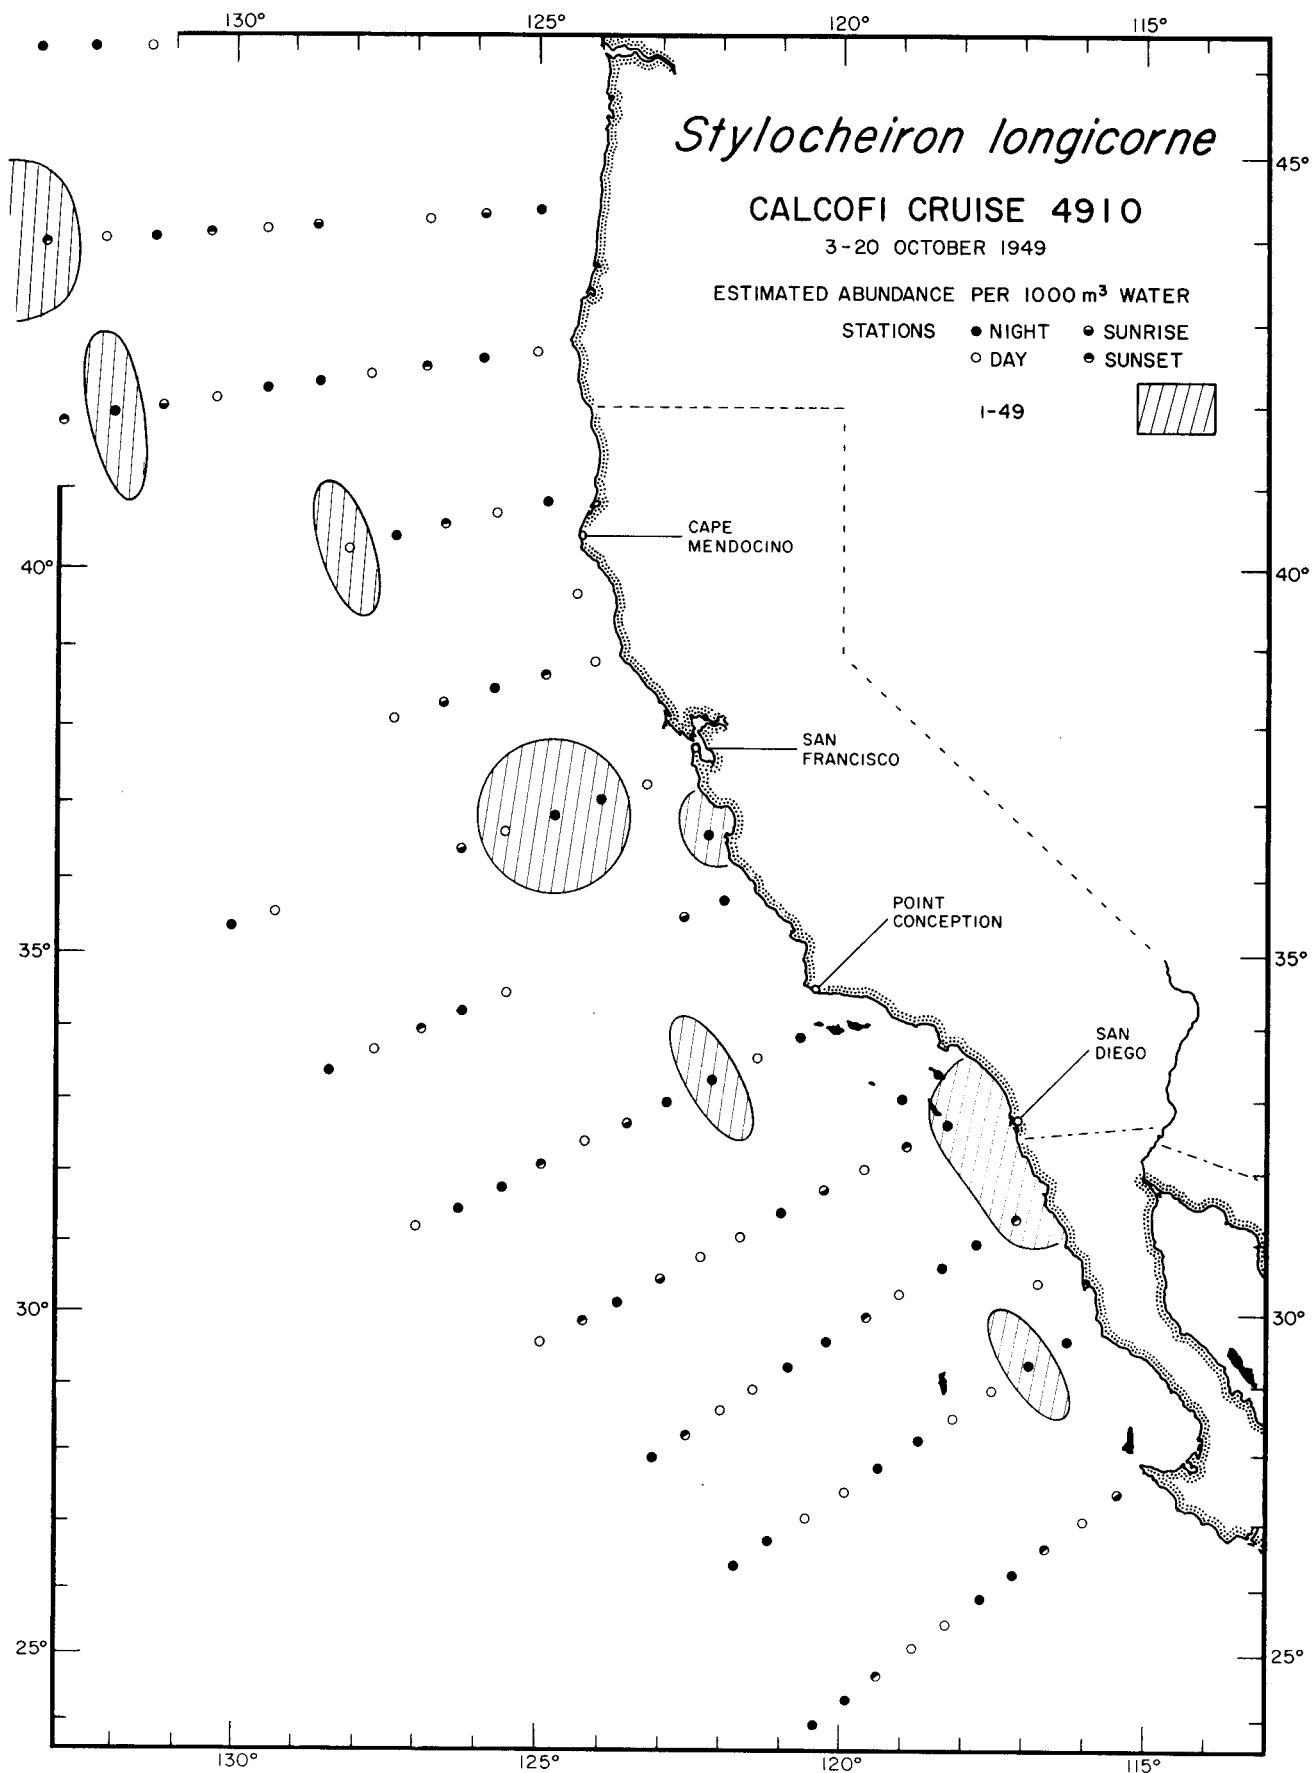 130° 125° 120° 115°
Stylocheiron longicorne
45°
CALCOFI CRUISE 4910
3-20 OCTOBER 1949
ESTIMATED ABUNDANCE PER 1000 m³ WATER
STATIONS ● NIGHT SUNRISE
○ DAY SUNSET
1-49
CAPE
MENDOCINO
40° 40°
SAN
FRANCISCO
POINT
CONCEPTION
35° 35°
SAN
DIEGO
30° 30°
25° 25°
130° 125° 120° 115°